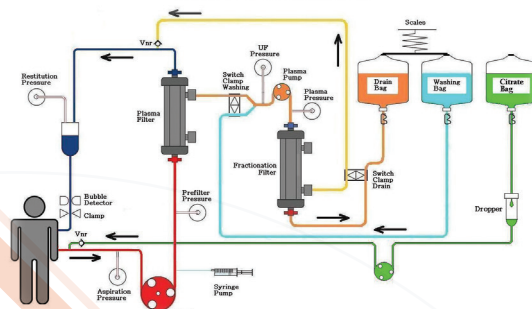 Scales
Vnr
Restitution
Pressure
UF
Pressure
Switch
Clamp
Washing
Plasma
Pump
Plasma
Pressure
Drain
Bag
Washing
Bag
Citrate
Bag
Plasma
Filter
Fractionation
Filter
Switch
Clamp
Drain
Bubble
Detector
Clamp
Prefilter
Pressure
Dropper
Vnr
Aspiration
Pressure
Syringe
Pump